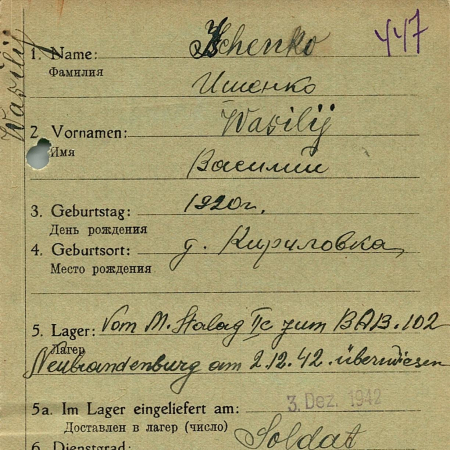 447
Wasilij
1. Name: Ischenko
Фамилия
Ишенко
2. Vornamen: Wasilij
Имя
Василий
3. Geburtstag: 1920г.
День рождения
4. Geburtsort: д. Кириловка
Место рождения
5. Lager: Vom M. Stalag IIc zum BAB. 102
Лагер
Neubrandenburg am 2.12.42. überwiesen
5a. Im Lager eingeliefert am: 3. Dez. 1942
Доставлен в лагер (число)
6. Dienstgrad: Soldat